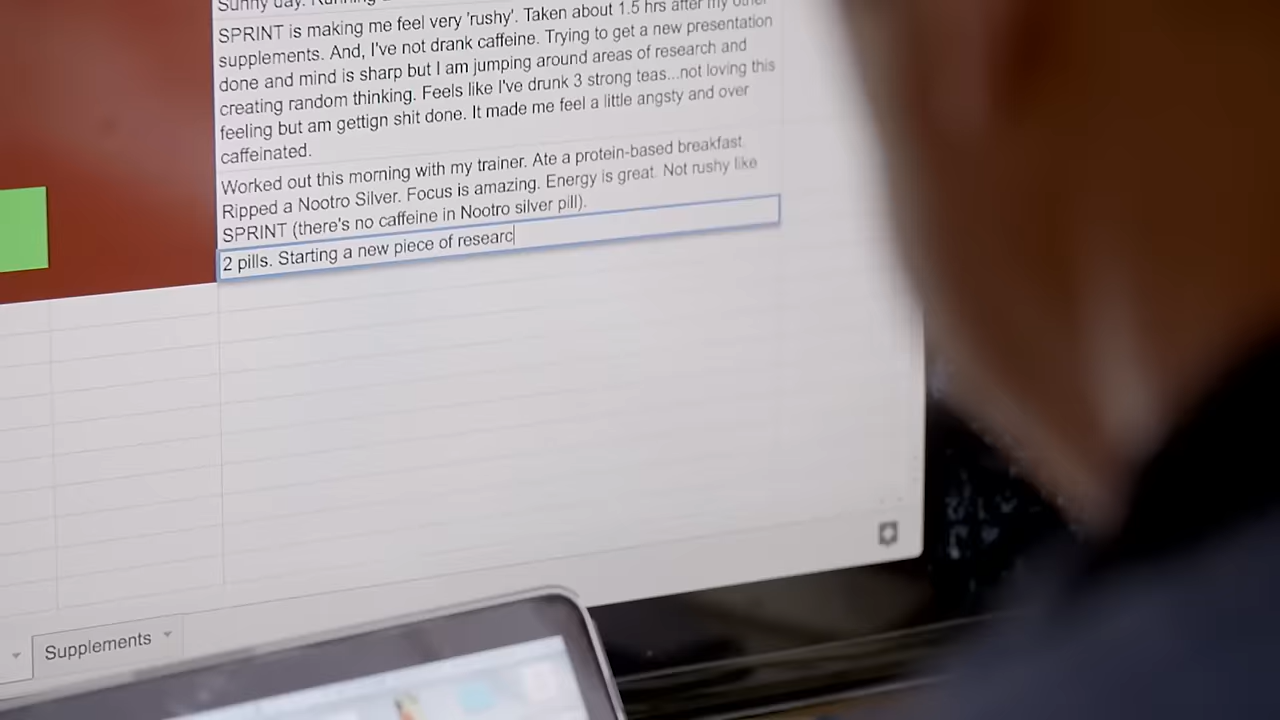 Sunny day. Running
SPRINT is making me feel very 'rushy'. Taken about 1.5 hrs after my other
supplements. And, I've not drank caffeine. Trying to get a new presentation
done and mind is sharp but I am jumping around areas of research and
creating random thinking. Feels like I've drunk 3 strong teas...not loving this
feeling but am gettign shit done. It made me feel a little angsty and over
caffeinated.
Worked out this morning with my trainer. Ate a protein-based breakfast.
Ripped a Nootro Silver. Focus is amazing. Energy is great. Not rushy like
SPRINT (there's no caffeine in Nootro silver pill).
2 pills. Starting a new piece of researc
Supplements